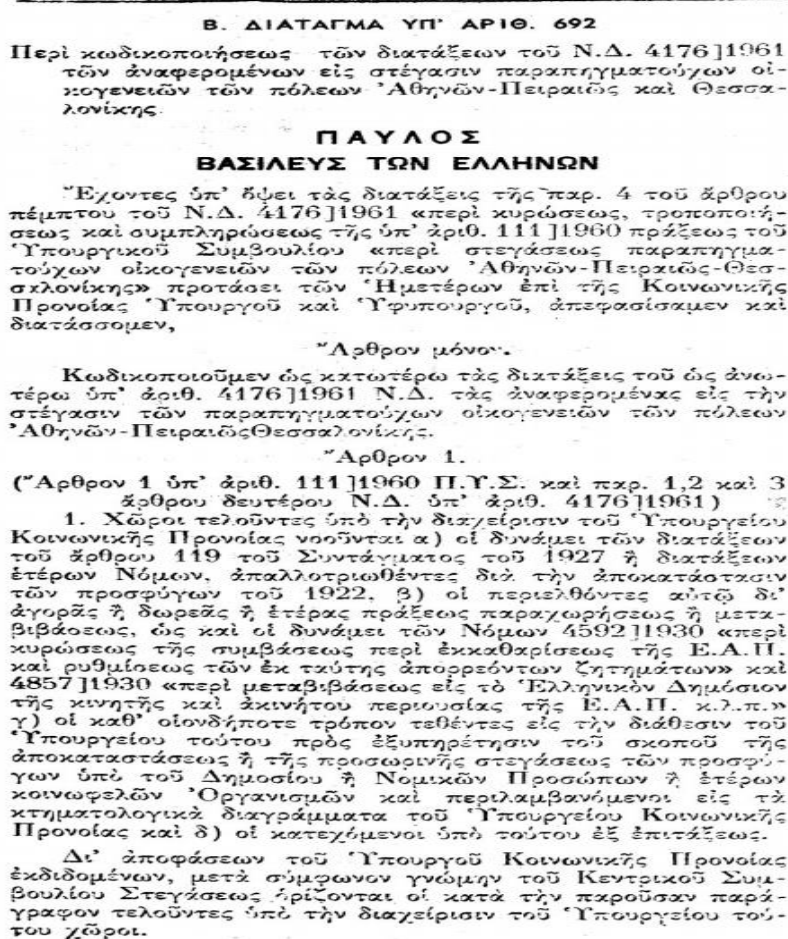 Β. ΔΙΑΤΑΓΜΑ ΥΠ' ΑΡΙΘ. 692
Περὶ κωδικοποιήσεως τῶν διατάξεων τοῦ Ν.Δ. 4176]1961
τῶν ἀναφερομένων εἰς στέγασιν παραπηγματούχων οἰ-
κογενειῶν τῶν πόλεων Ἀθηνῶν-Πειραιῶς καὶ Θεσσα-
λονίκης.
ΠΑΥΛΟΣ
ΒΑΣΙΛΕΥΣ ΤΩΝ ΕΛΛΗΝΩΝ
Ἔχοντες ὑπ' ὄψει τὰς διατάξεις τῆς παρ. 4 τοῦ ἄρθρου
πέμπτου τοῦ Ν.Δ. 4176]1961 «περὶ κυρώσεως, τροποποιή-
σεως καὶ συμπληρώσεως τῆς ὑπ' ἀριθ. 111]1960 πράξεως τοῦ
Ὑπουργικοῦ Συμβουλίου «περὶ στεγάσεως παραπηγμα-
τούχων οἰκογενειῶν τῶν πόλεων Ἀθηνῶν-Πειραιῶς-Θεσ-
σαλονίκης» προτάσει τῶν Ἡμετέρων ἐπὶ τῆς Κοινωνικῆς
Προνοίας Ὑπουργοῦ καὶ Ὑφυπουργοῦ, ἀπεφασίσαμεν καὶ
διατάσσομεν,
Ἄρθρον μόνον.
Κωδικοποιοῦμεν ὡς κατωτέρω τὰς διατάξεις τοῦ ὡς ἀνω-
τέρω ὑπ' ἀριθ. 4176]1961 Ν.Δ. τὰς ἀναφερομένας εἰς τὴν
στέγασιν τῶν παραπηγματούχων οἰκογενειῶν τῶν πόλεων
Ἀθηνῶν-ΠειραιῶςΘεσσαλονίκης.
Ἄρθρον 1.
(Ἄρθρον 1 ὑπ' ἀριθ. 111]1960 Π.Υ.Σ. καὶ παρ. 1,2 καὶ 3
ἄρθρου δευτέρου Ν.Δ. ὑπ' ἀριθ. 4176]1961)
1. Χῶροι τελοῦντες ὑπὸ τὴν διαχείρισιν τοῦ Ὑπουργείου
Κοινωνικῆς Προνοίας νοοῦνται α) οἱ δυνάμει τῶν διατάξεων
τοῦ ἄρθρου 119 τοῦ Συντάγματος τοῦ 1927 ἢ διατάξεων
ἑτέρων Νόμων, ἀπαλλοτριωθέντες διὰ τὴν ἀποκατάστασιν
τῶν προσφύγων τοῦ 1922, β) οἱ περιελθόντες αὐτῷ δι'
ἀγορᾶς ἢ δωρεᾶς ἢ ἑτέρας πράξεως παραχωρήσεως ἢ μετα-
βιβάσεως, ὡς καὶ οἱ δυνάμει τῶν Νόμων 4592]1930 «περὶ
κυρώσεως τῆς συμβάσεως περὶ ἐκκαθαρίσεως τῆς Ε.Α.Π.
καὶ ρυθμίσεως τῶν ἐκ ταύτης ἀπορρεόντων ζητημάτων» καὶ
4857]1930 «περὶ μεταβιβάσεως εἰς τὸ Ἑλληνικὸν Δημόσιον
τῆς κινητῆς καὶ ἀκινήτου περιουσίας τῆς Ε.Α.Π. κ.λ.π.»
γ) οἱ καθ' οἱονδήποτε τρόπον τεθέντες εἰς τὴν διάθεσιν τοῦ
Ὑπουργείου τούτου πρὸς ἐξυπηρέτησιν τοῦ σκοποῦ τῆς
ἀποκαταστάσεως ἢ τῆς προσωρινῆς στεγάσεως τῶν προσφύ-
γων ὑπὸ τοῦ Δημοσίου ἢ Νομικῶν Προσώπων ἢ ἑτέρων
κοινωφελῶν Ὀργανισμῶν καὶ περιλαμβανόμενοι εἰς τὰ
κτηματολογικὰ διαγράμματα τοῦ Ὑπουργείου Κοινωνικῆς
Προνοίας καὶ δ) οἱ κατεχόμενοι ὑπὸ τούτου ἐξ ἐπιτάξεως.
Δι' ἀποφάσεων τοῦ Ὑπουργοῦ Κοινωνικῆς Προνοίας
ἐκδιδομένων, μετὰ σύμφωνον γνώμην τοῦ Κεντρικοῦ Συμ-
βουλίου Στεγάσεως ὁρίζονται οἱ κατὰ τὴν παροῦσαν παρά-
γραφον τελοῦντες ὑπὸ τὴν διαχείρισιν τοῦ Ὑπουργείου τού-
του χῶροι.